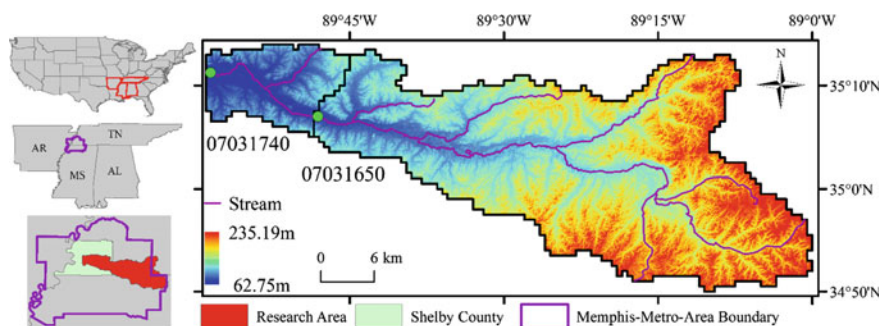 89°45'W 89°30'W 89°15'W 89°0'W
N
35°10'N
35°0'N
34°50'N
AR
TN
MS
AL
07031740
07031650
Stream
235.19m
62.75m
0 6 km
Research Area
Shelby County
Memphis-Metro-Area Boundary